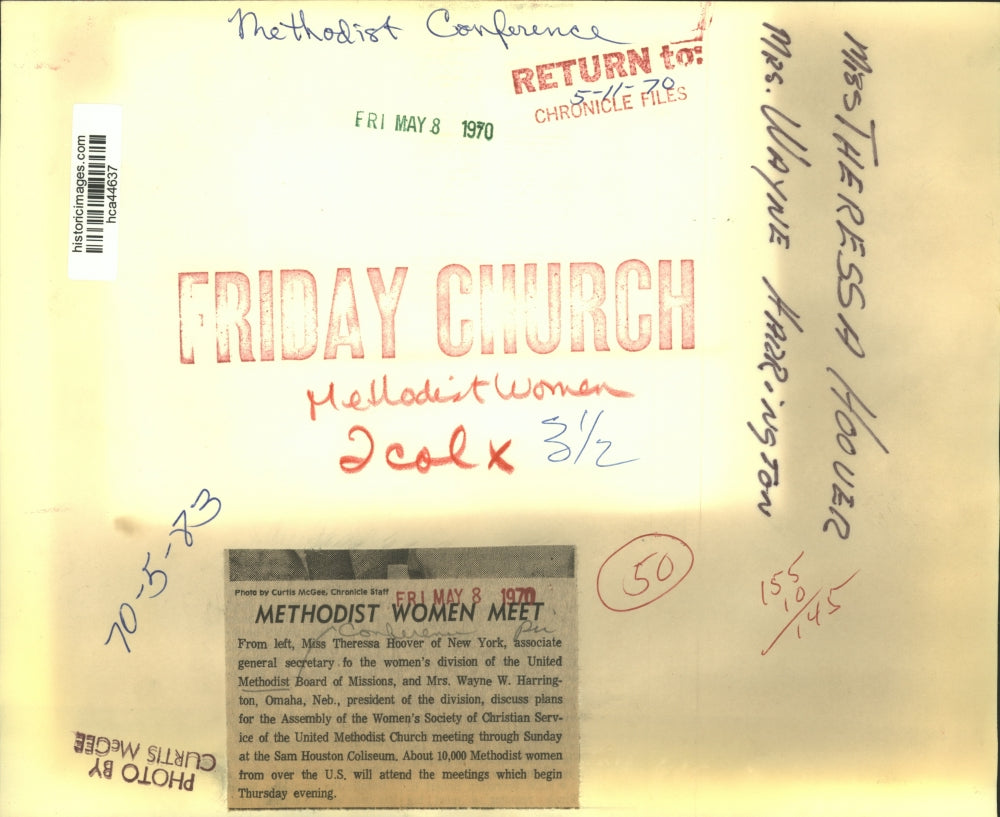 Methodist Conference
RETURN to:
5-11-70
CHRONICLE FILES
FRI MAY 8 1970
historicimages.com
hca44637
Miss THERESSA HOOVER
MRS. WAYNE HARRINGTON
FRIDAY CHURCH
Methodist Women
2 col x 3 1/2
70-5-83
50
155
10
145
Photo by Curtis McGee, Chronicle Staff
FRI MAY 8 1970
METHODIST WOMEN MEET
Conference
From left, Miss Theressa Hoover of New York, associate
general secretary fo the women's division of the United
Methodist Board of Missions, and Mrs. Wayne W. Harring-
ton, Omaha, Neb., president of the division, discuss plans
for the Assembly of the Women's Society of Christian Serv-
ice of the United Methodist Church meeting through Sunday
at the Sam Houston Coliseum. About 10,000 Methodist women
from over the U.S. will attend the meetings which begin
Thursday evening.
PHOTO BY
CURTIS McGEE